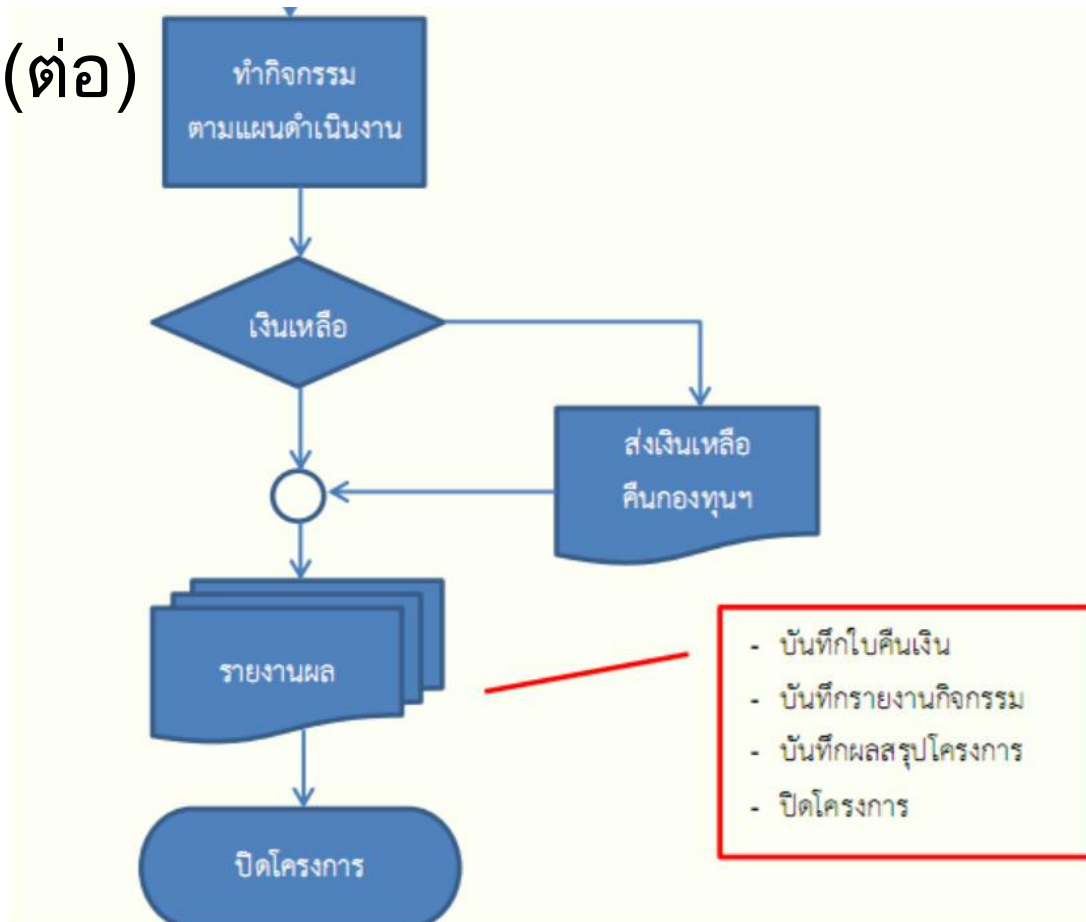 (ต่อ)
ทำกิจกรรม
ตามแผนดำเนินงาน
เงินเหลือ
ส่งเงินเหลือ
คืนกองทุนฯ
รายงานผล
- บันทึกใบคืนเงิน
- บันทึกรายงานกิจกรรม
- บันทึกผลสรุปโครงการ
- ปิดโครงการ
ปิดโครงการ